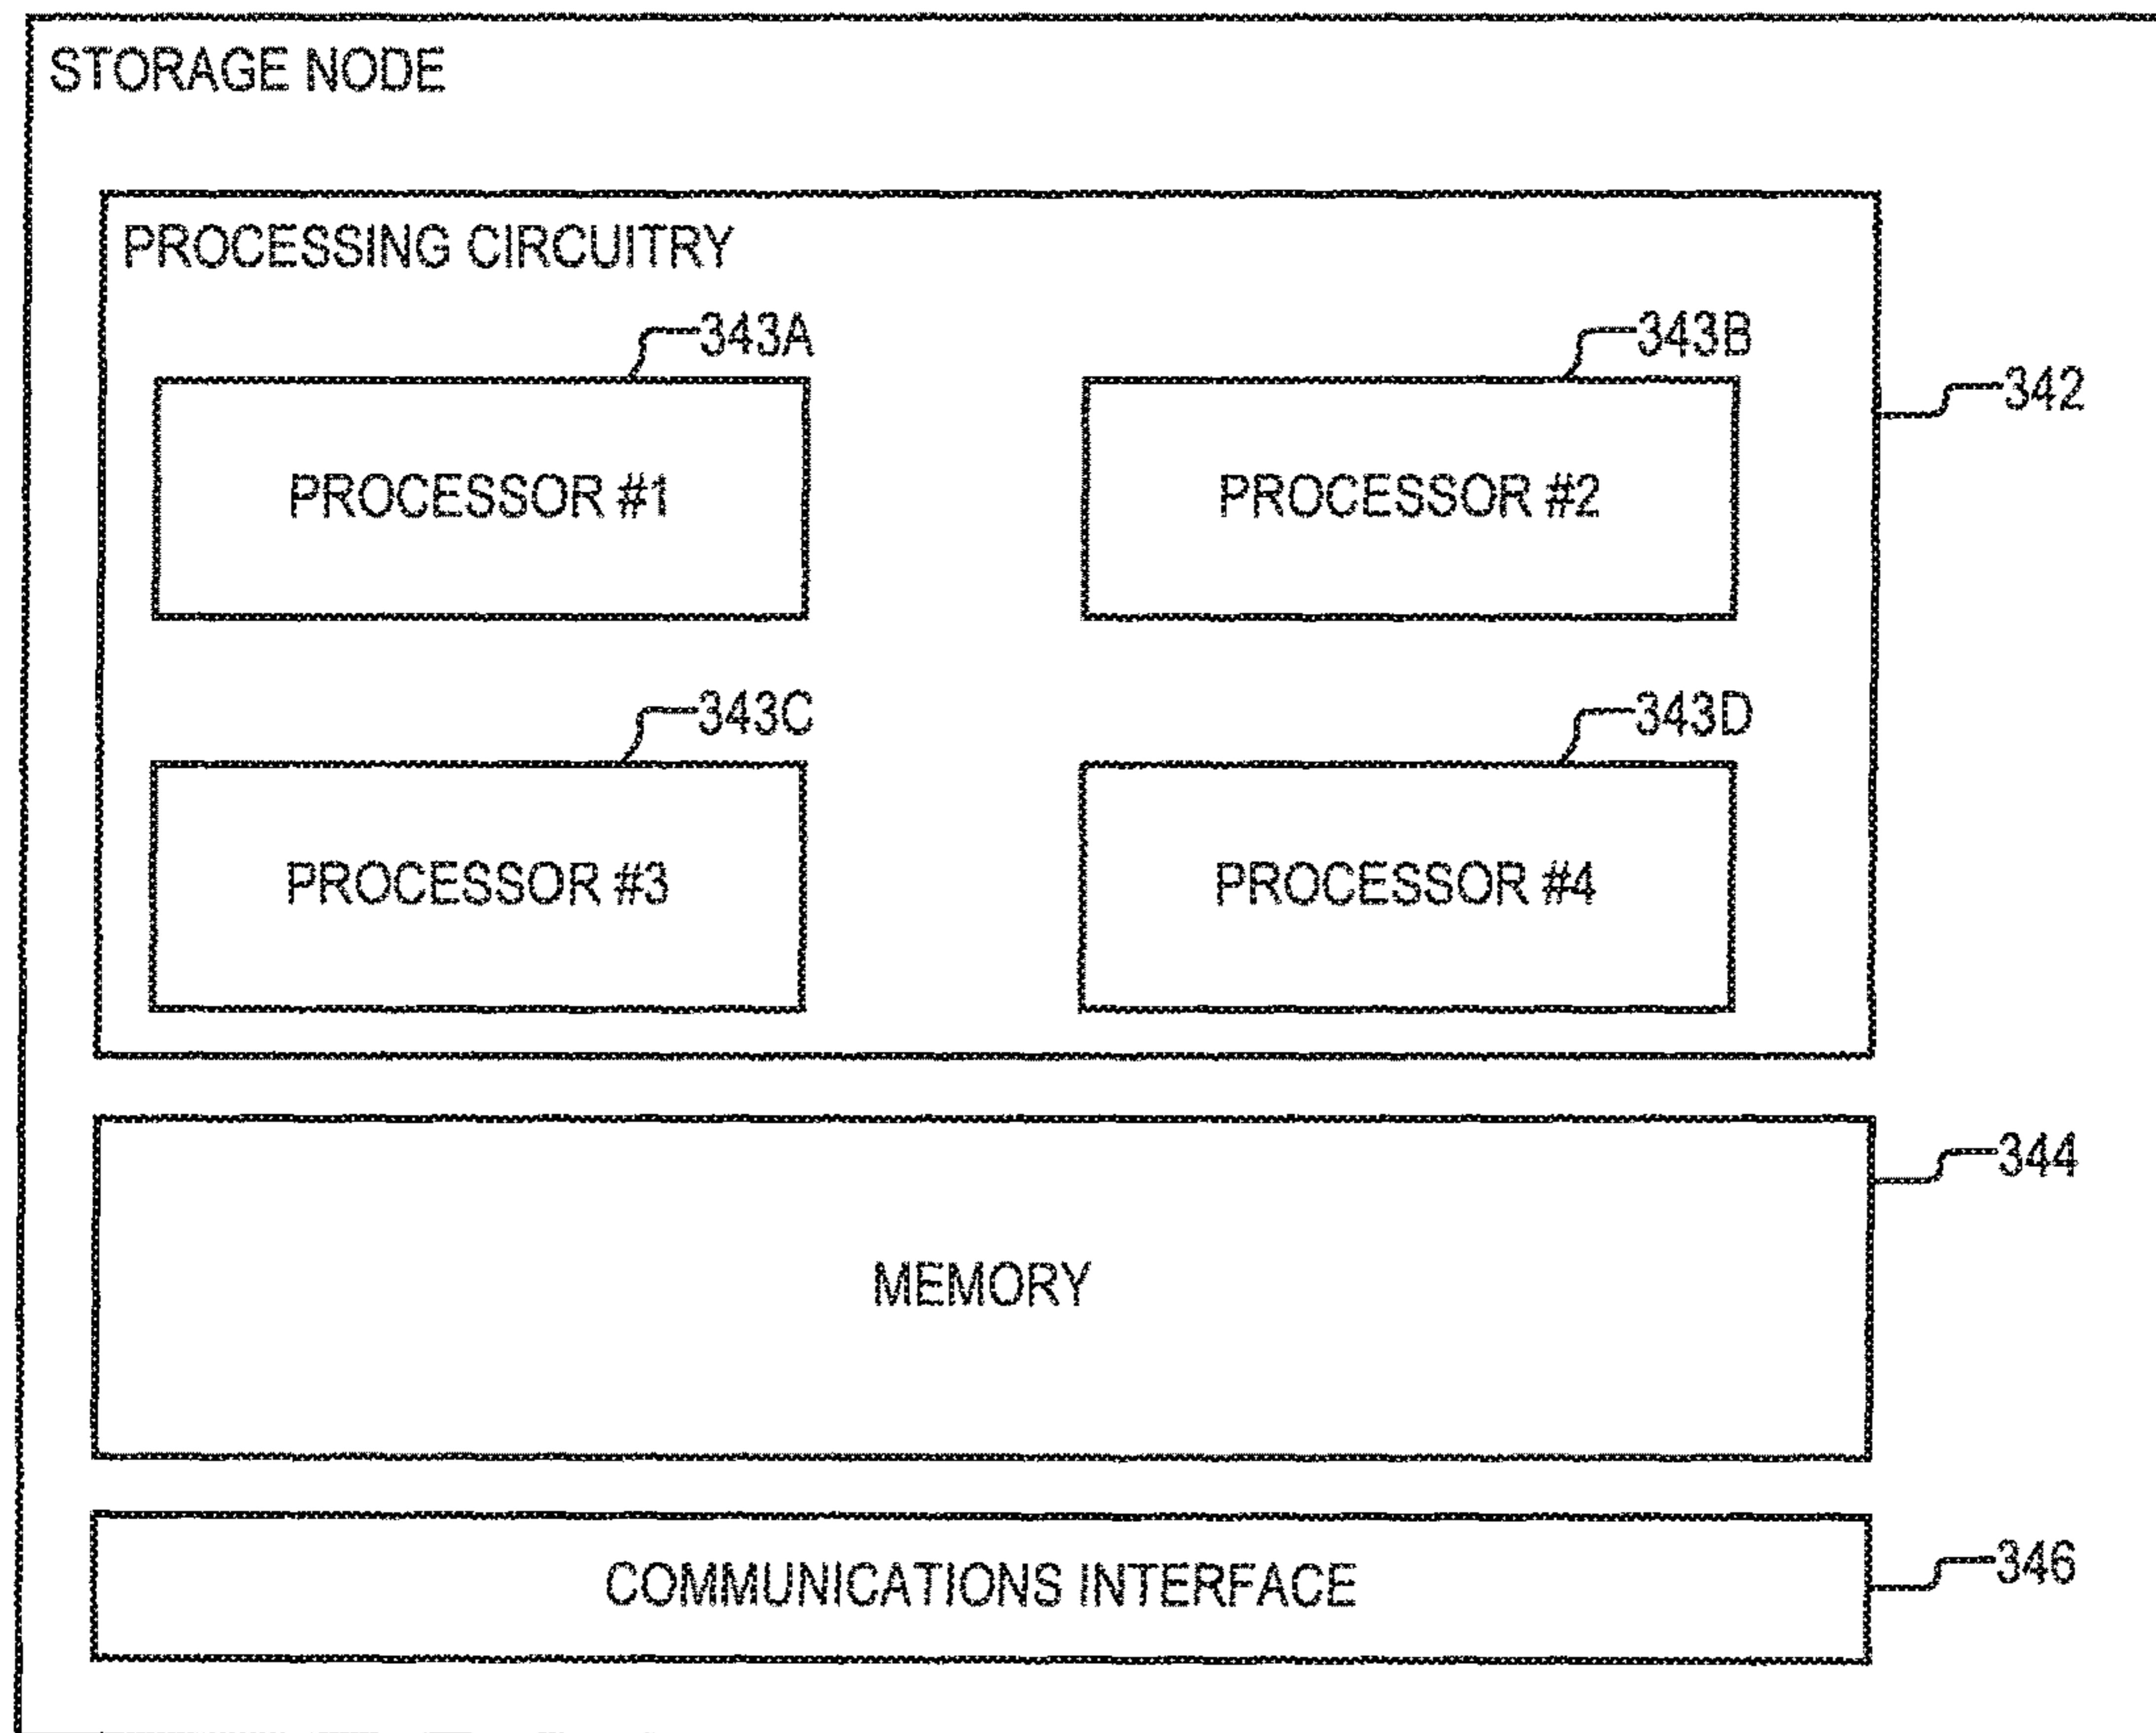 STORAGE NODE
PROCESSING CIRCUITRY
343A
343B
342
PROCESSOR #1
PROCESSOR #2
343C
343D
PROCESSOR #3
PROCESSOR #4
344
MEMORY
346
COMMUNICATIONS INTERFACE